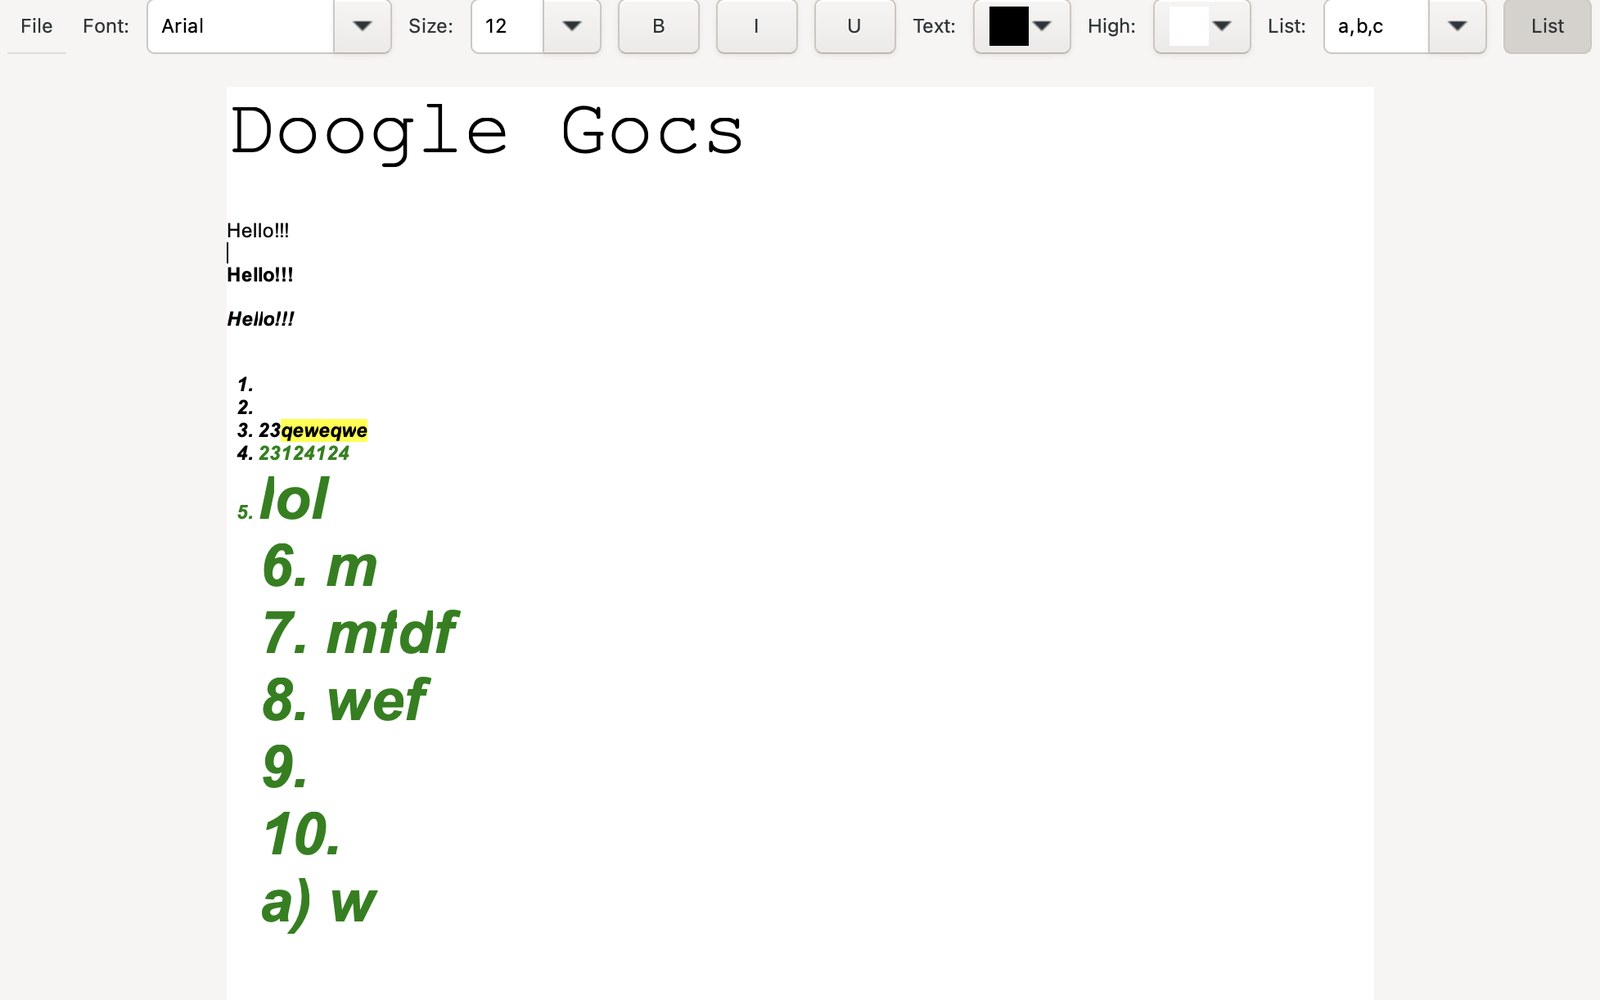 File Font: Arial Size: 12 B I U Text: High: List: a,b,c List
Doogle Gocs
Hello!!!
Hello!!!
Hello!!!
1.
2.
3. 23qeweqwe
4. 23124124
5. lol
6. m
7. mfdf
8. wef
9.
10.
a) w